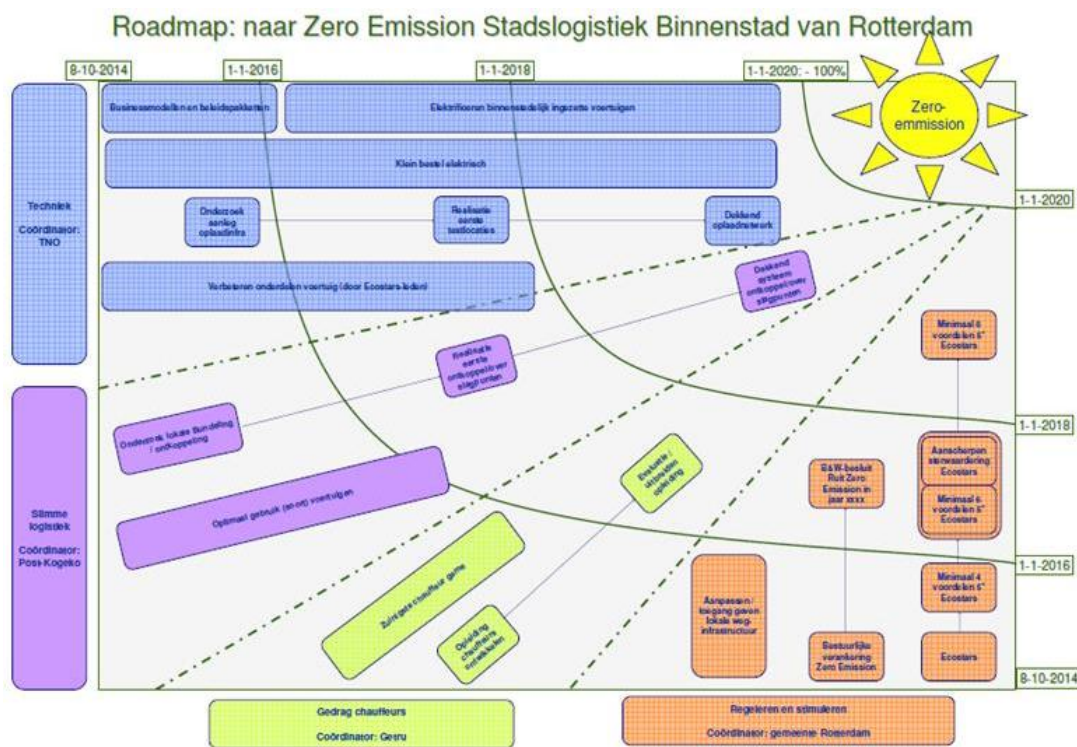 Roadmap: naar Zero Emission Stadslogistiek Binnenstad van Rotterdam
8-10-2014
1-1-2016
1-1-2018
1-1-2020: - 100%
Zero-
emmission
Techniek
Coördinator:
TNO
Businessmodellen en beleidspakketten
Elektrificeren binnenstedelijk ingezette voertuigen
Klein bestel elektrisch
Onderzoek
aanleg
oplaadinfra
Realisatie
eerste
testlocaties
Dekkend
oplaadnetwerk
Verbeteren onderdelen voertuig (door Ecostars-leden)
1-1-2020
Dekkend
systeem
ontkoppel/over
slagpunten
Realisatie
eerste
ontkoppel/over
slagpunten
Onderzoek lokale Bundeling
/ ontkoppeling
Optimaal gebruik (soort) voertuigen
Slimme
logistiek
Coördinator:
Post-Kogeko
Minimaal 6
voordelen 5*
Ecostars
1-1-2018
Evaluatie /
uitbreiden
opleiding
B&W-besluit
Ruit Zero
Emission in
jaar xxxx
Aanscherpen
sterwaardering
Ecostars
Minimaal 5
voordelen 5*
Ecostars
1-1-2016
Zuinigste chauffeur game
Opleiding
chauffeurs
ontwikkelen
Aanpassen /
toegang geven
lokale weg-
infrastructuur
Minimaal 4
voordelen 5*
Ecostars
Bestuurlijke
verankering
Zero Emission
Ecostars
8-10-2014
Gedrag chauffeurs
Coördinator: Getru
Regeleren en stimuleren
Coördinator: gemeente Rotterdam